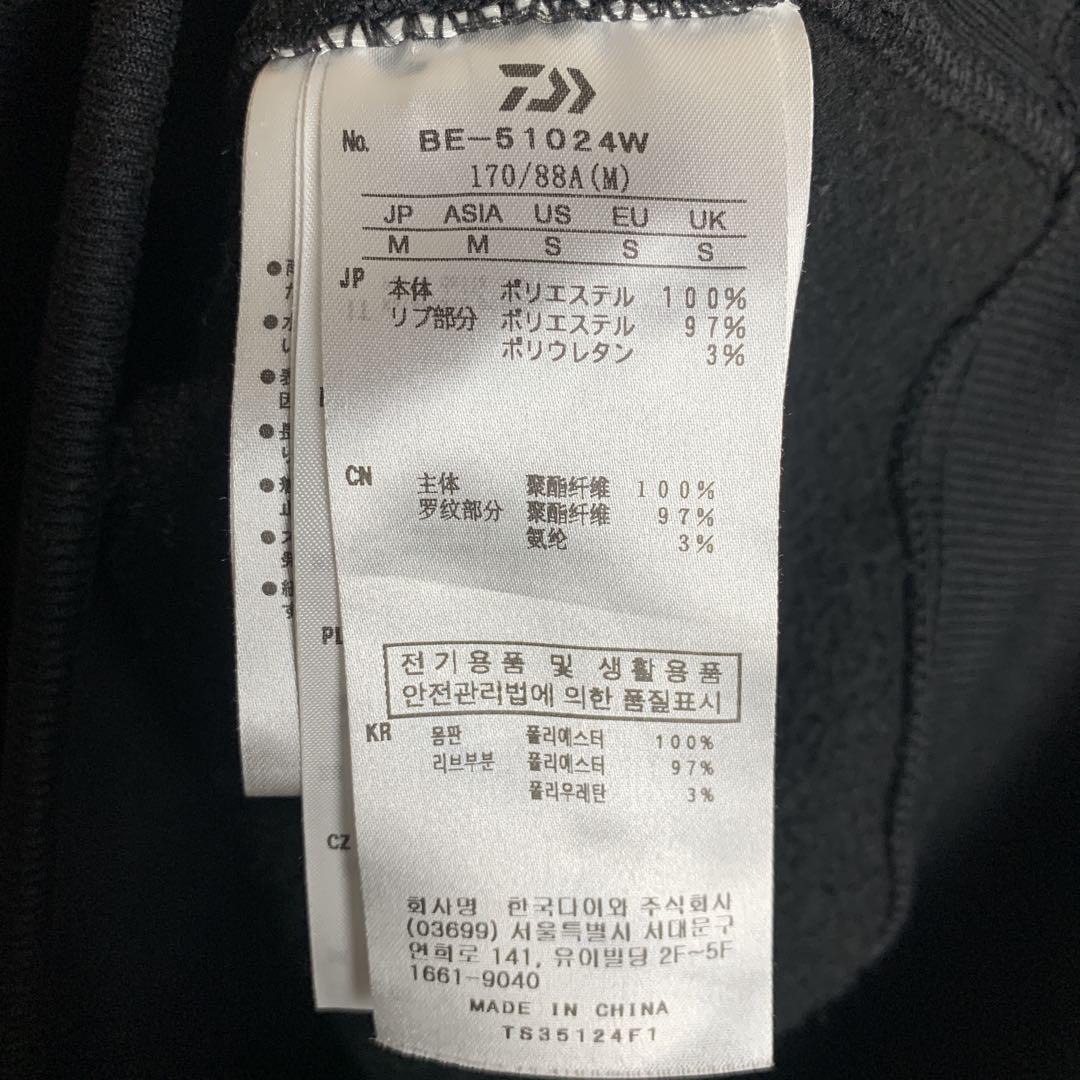 No. BE-51024W
170/88A(M)
JP ASIA US EU UK
M M S S S
JP 本体 ポリエステル 100%
リブ部分 ポリエステル 97%
ポリウレタン 3%
CN 主体 聚酯纤维 100%
罗纹部分 聚酯纤维 97%
氨纶 3%
전기용품 및 생활용품
안전관리법에 의한 품질표시
KR 몸판 폴리에스터 100%
리브부분 폴리에스터 97%
폴리우레탄 3%
회사명 한국다이와 주식회사
(03699) 서울특별시 서대문구
연희로 141, 유이빌딩 2F~5F
1661-9040
MADE IN CHINA
TS35124F1
PL
CZ